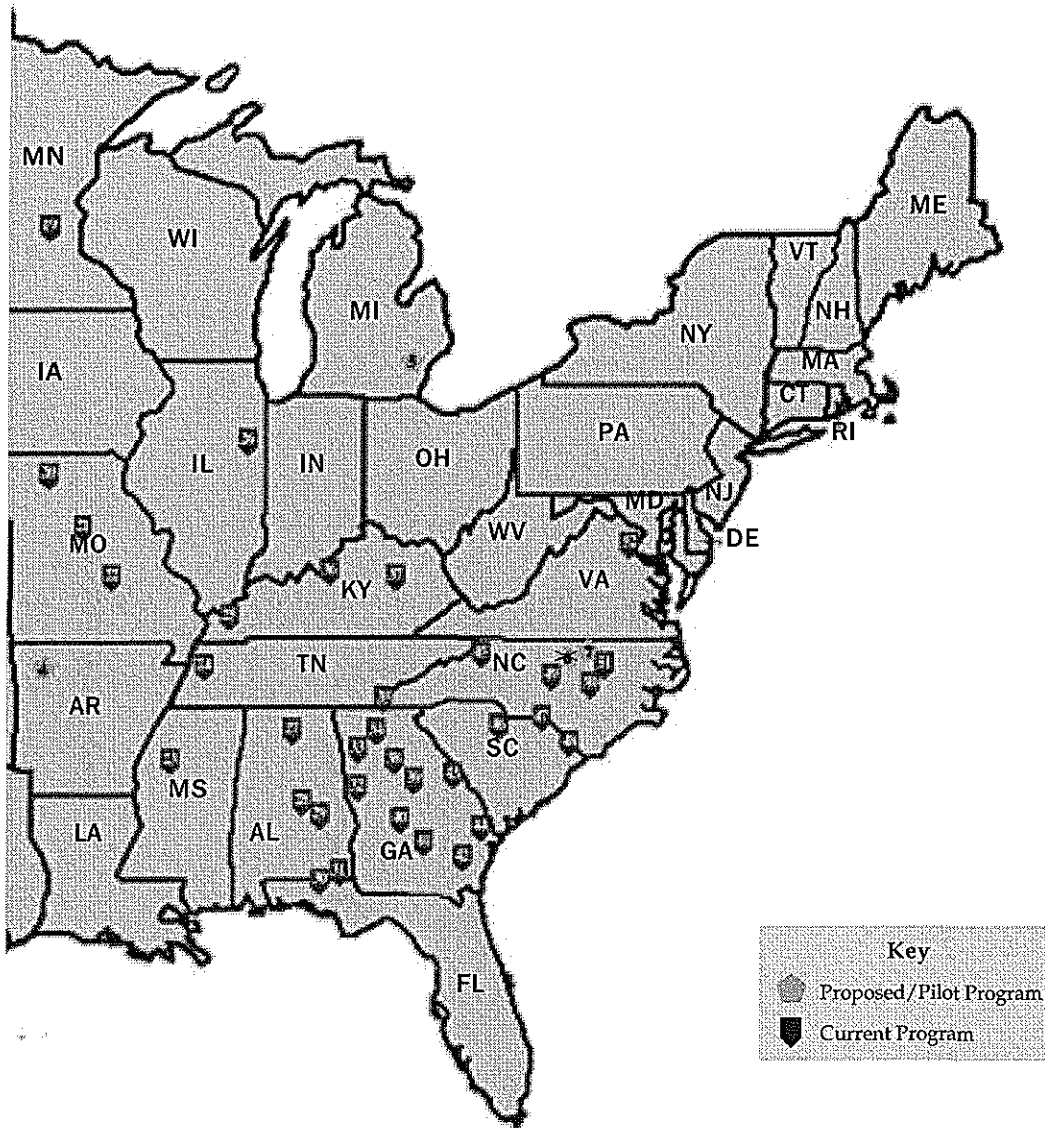 MN
WI
MI
ME
VT
NH
NY
MA
CT
RI
IA
IL
IN
OH
PA
NJ
MD
DE
WV
VA
MO
KY
TN
NC
AR
SC
MS
AL
GA
LA
FL
Key
Proposed/Pilot Program
Current Program